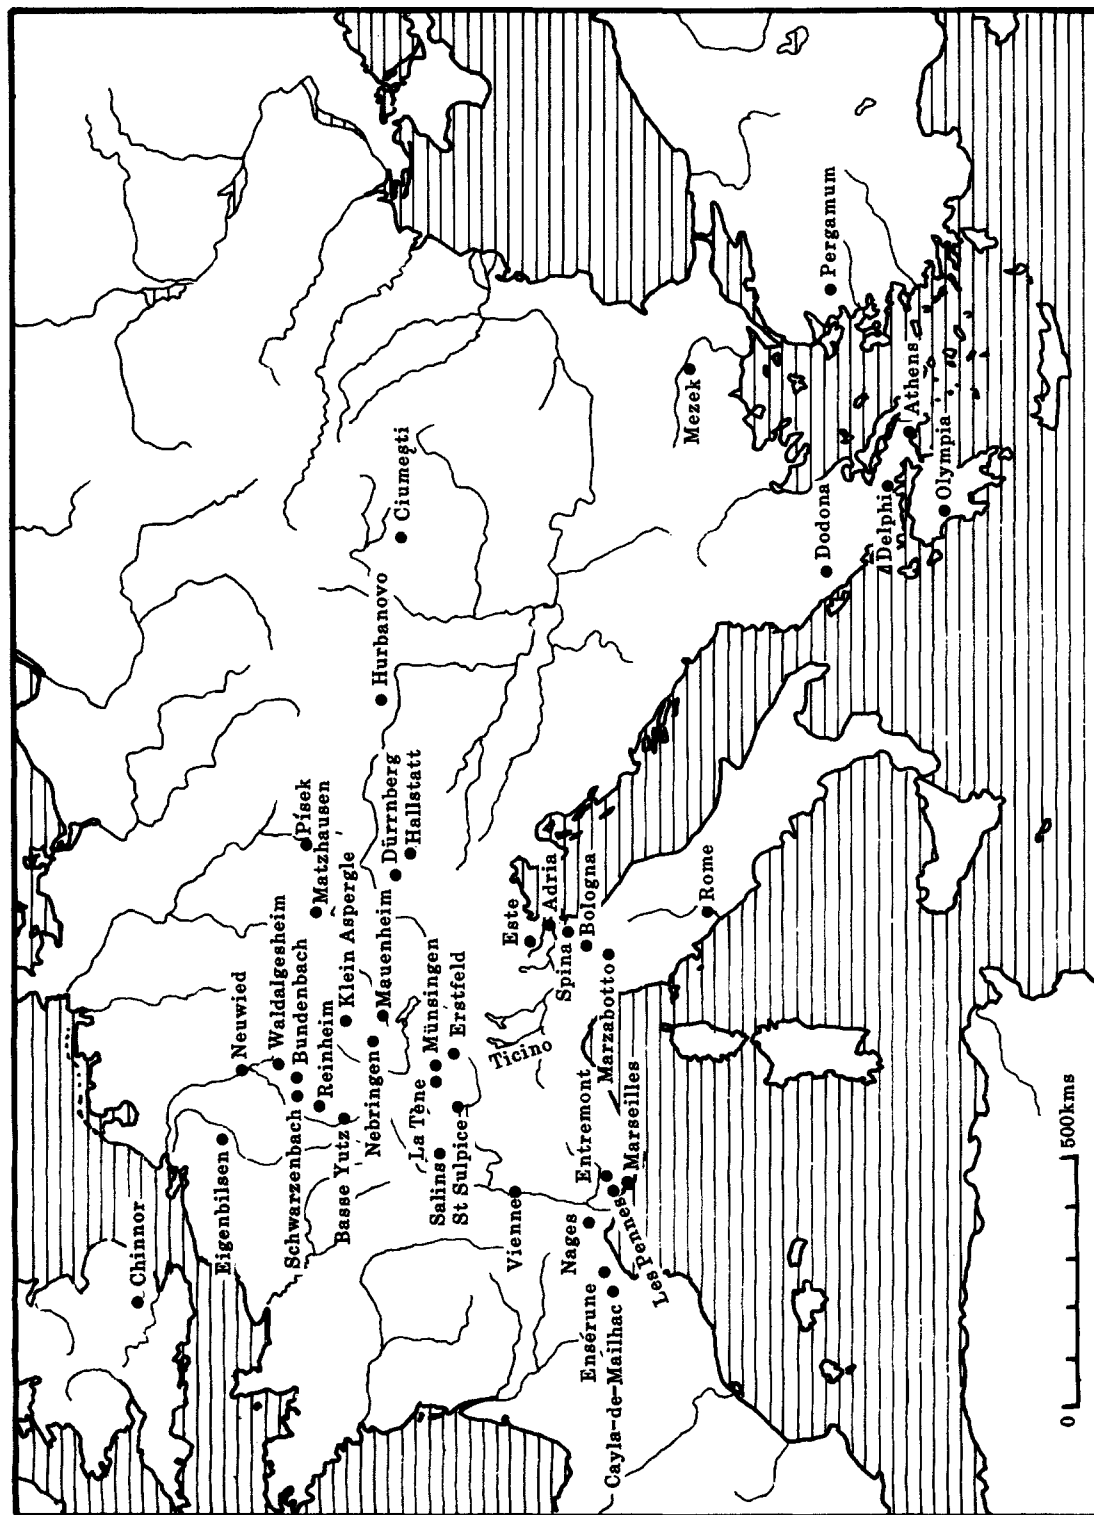 Chinnor
Eigenbilsen
Neuwied
Waldalgesheim
Schwarzenbach
Bundenbach
Reinheim
Písek
Matzhausen
Basse Yutz
Klein Aspergle
Nebringen
Mauenheim
Dürrnberg
Hallstatt
Hurbanovo
Ciumeşti
La Tène
Münsingen
Salins
St Sulpice
Erstfeld
Vienne
Ticino
Este
Adria
Spina
Bologna
Nages
Entremont
Marzabotto
Ensérune
Cayla-de-Mailhac
Les Pennes
Marseilles
Rome
Mezek
Dodona
Pergamum
Delphi
Athens
Olympia
0 500kms